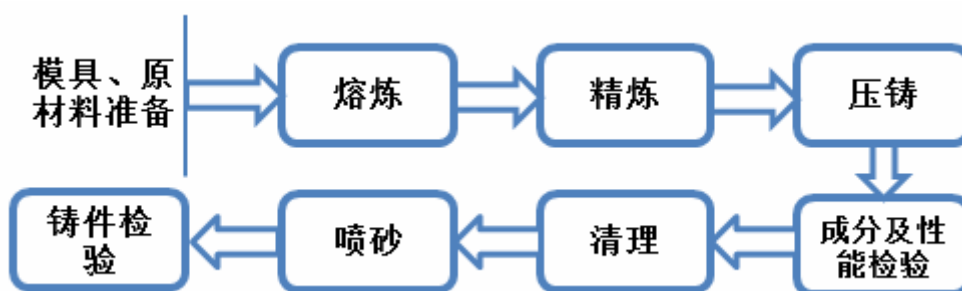 模具、原
材料准备
熔炼
精炼
压铸
成分及性
能检验
清理
喷砂
铸件检
验